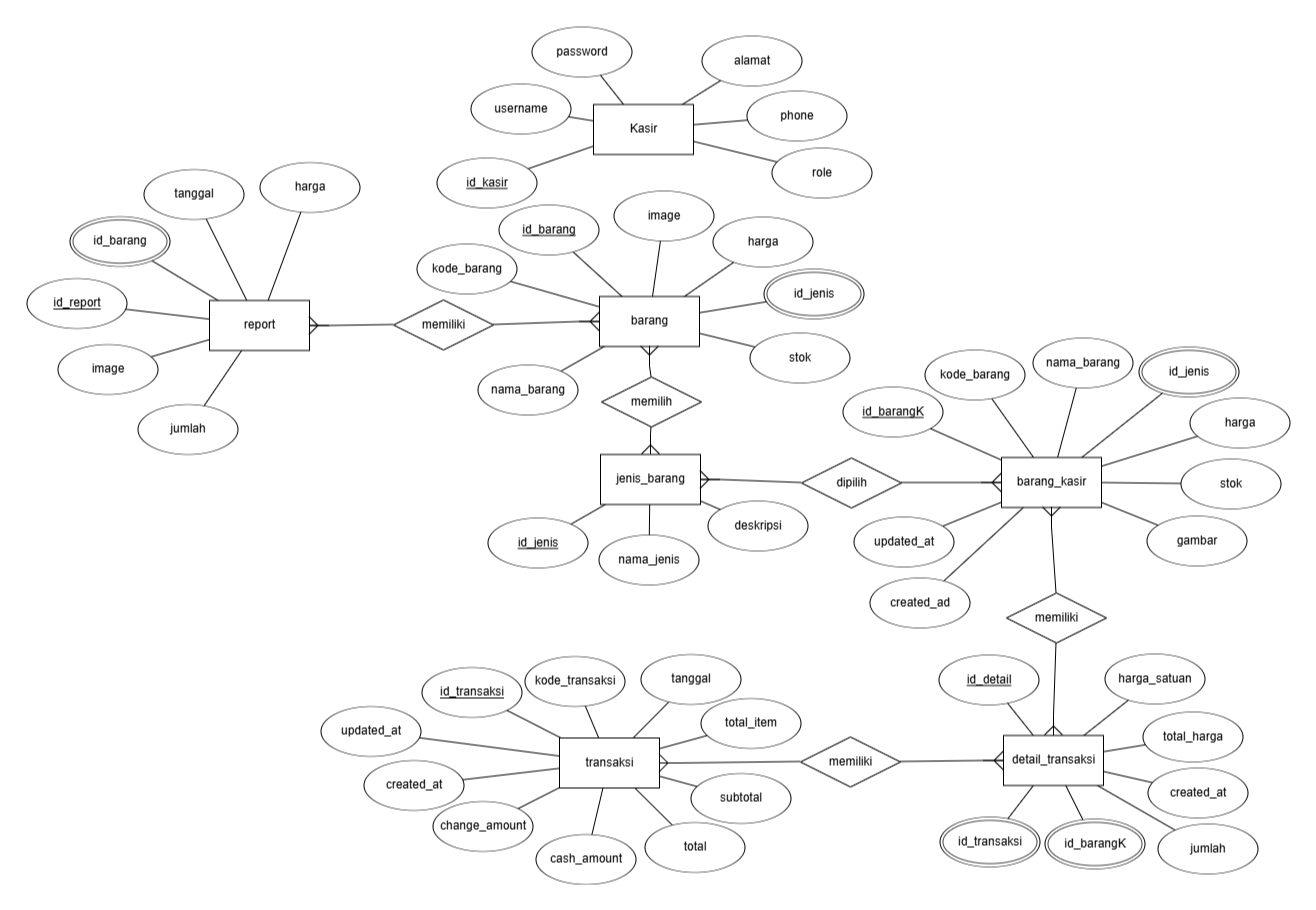 password
alamat
username
Kasir
phone
id_kasir
role
tanggal
harga
id_barang
id_report
report
image
jumlah
memiliki
id_barang
image
kode_barang
harga
id_jenis
barang
stok
nama_barang
memilih
jenis_barang
id_jenis
nama_jenis
deskripsi
dipilih
kode_barang
nama_barang
id_jenis
id_barangK
harga
barang_kasir
stok
updated_at
gambar
created_ad
memiliki
id_transaksi
kode_transaksi
tanggal
updated_at
total_item
transaksi
created_at
subtotal
change_amount
total
cash_amount
memiliki
id_detail
harga_satuan
total_harga
detail_transaksi
created_at
id_transaksi
id_barangK
jumlah